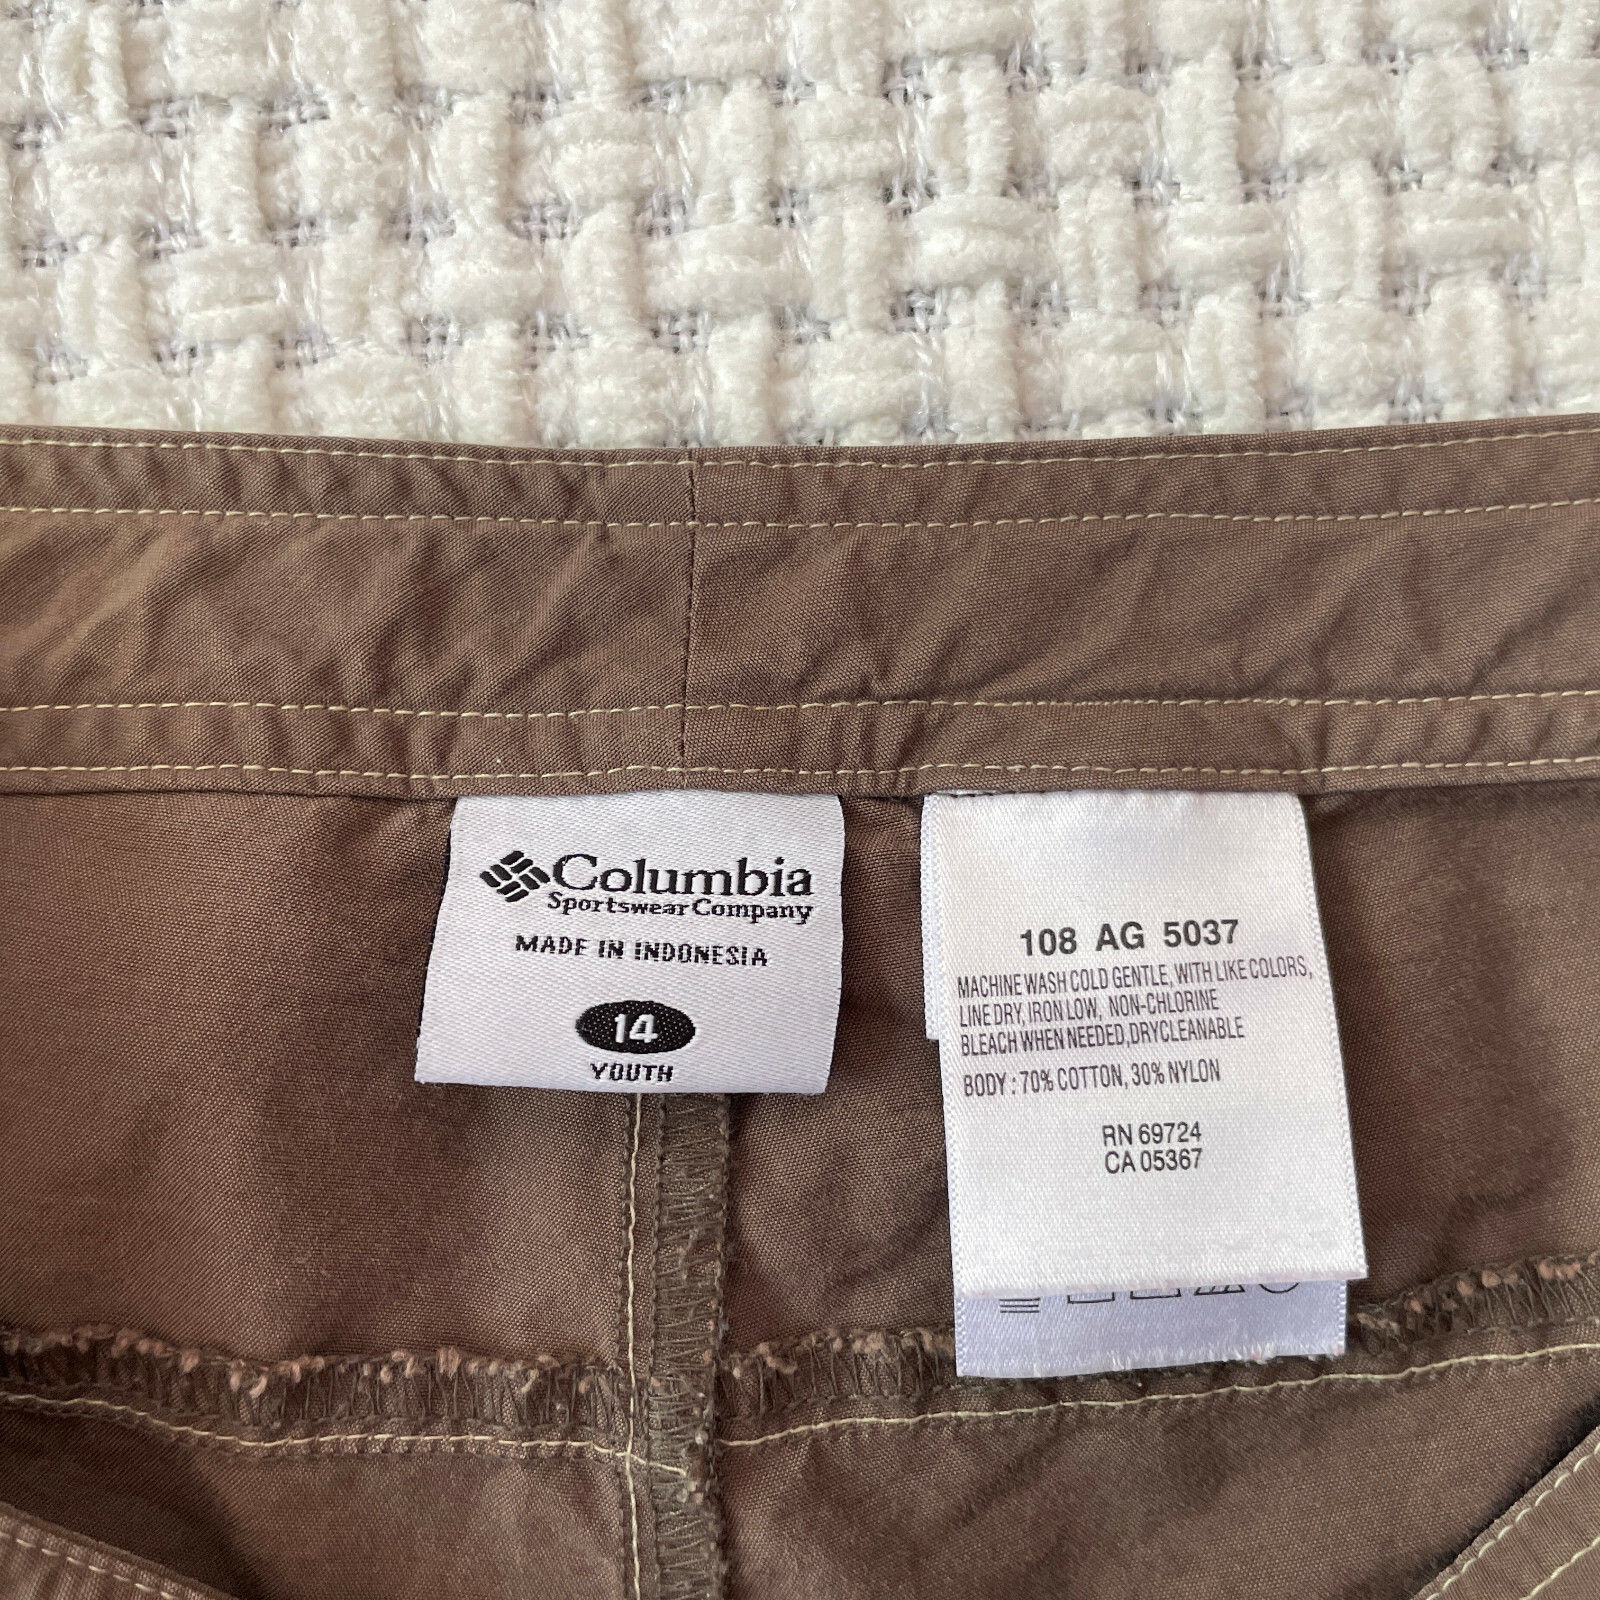 Columbia
Sportswear Company
MADE IN INDONESIA
14
YOUTH
108 AG 5037
MACHINE WASH COLD GENTLE, WITH LIKE COLORS,
LINE DRY, IRON LOW, NON-CHLORINE
BLEACH WHEN NEEDED, DRYCLEANABLE
BODY : 70% COTTON, 30% NYLON
RN 69724
CA 05367